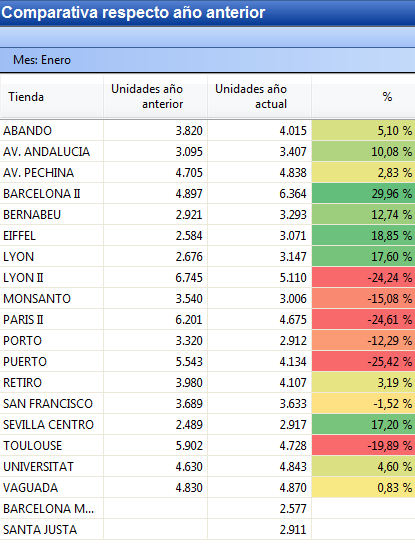 Comparativa respecto año anterior
Mes: Enero
Tienda Unidades año anterior Unidades año actual %
ABANDO 3.820 4.015 5,10 %
AV. ANDALUCIA 3.095 3.407 10,08 %
AV. PECHINA 4.705 4.838 2,83 %
BARCELONA II 4.897 6.364 29,96 %
BERNABEU 2.921 3.293 12,74 %
EIFFEL 2.584 3.071 18,85 %
LYON 2.676 3.147 17,60 %
LYON II 6.745 5.110 -24,24 %
MONSANTO 3.540 3.006 -15,08 %
PARIS II 6.201 4.675 -24,61 %
PORTO 3.320 2.912 -12,29 %
PUERTO 5.543 4.134 -25,42 %
RETIRO 3.980 4.107 3,19 %
SAN FRANCISCO 3.689 3.633 -1,52 %
SEVILLA CENTRO 2.489 2.917 17,20 %
TOULOUSE 5.902 4.728 -19,89 %
UNIVERSITAT 4.630 4.843 4,60 %
VAGUADA 4.830 4.870 0,83 %
BARCELONA M... 2.577
SANTA JUSTA 2.911